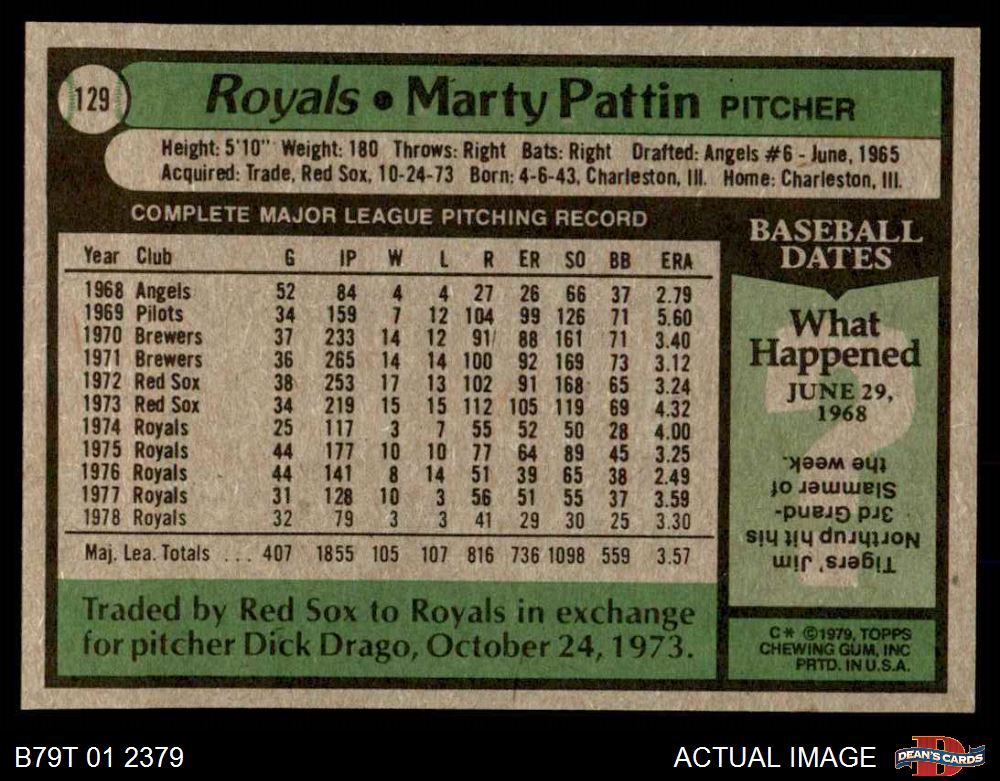 129
Royals • Marty Pattin PITCHER
Height: 5'10" Weight: 180 Throws: Right Bats: Right Drafted: Angels #6 - June, 1965
Acquired: Trade, Red Sox, 10-24-73 Born: 4-6-43, Charleston, Ill. Home: Charleston, Ill.
COMPLETE MAJOR LEAGUE PITCHING RECORD
Year Club G IP W L R ER SO BB ERA
1968 Angels 52 84 4 4 27 26 66 37 2.79
1969 Pilots 34 159 7 12 104 99 126 71 5.60
1970 Brewers 37 233 14 12 91 88 161 71 3.40
1971 Brewers 36 265 14 14 100 92 169 73 3.12
1972 Red Sox 38 253 17 13 102 91 168 65 3.24
1973 Red Sox 34 219 15 15 112 105 119 69 4.32
1974 Royals 25 117 3 7 55 52 50 28 4.00
1975 Royals 44 177 10 10 77 64 89 45 3.25
1976 Royals 44 141 8 14 51 39 65 38 2.49
1977 Royals 31 128 10 3 56 51 55 37 3.59
1978 Royals 32 79 3 3 41 29 30 25 3.30
Maj. Lea. Totals ... 407 1855 105 107 816 736 1098 559 3.57
Traded by Red Sox to Royals in exchange
for pitcher Dick Drago, October 24, 1973.
BASEBALL
DATES
What
Happened
JUNE 29,
1968
Tigers' Jim
Northrup hit his
3rd Grand-
Slammer of
the week.
C* ©1979, TOPPS
CHEWING GUM, INC
PRTD. IN U.S.A.
B79T 01 2379
ACTUAL IMAGE
D
DEAN'S CARDS